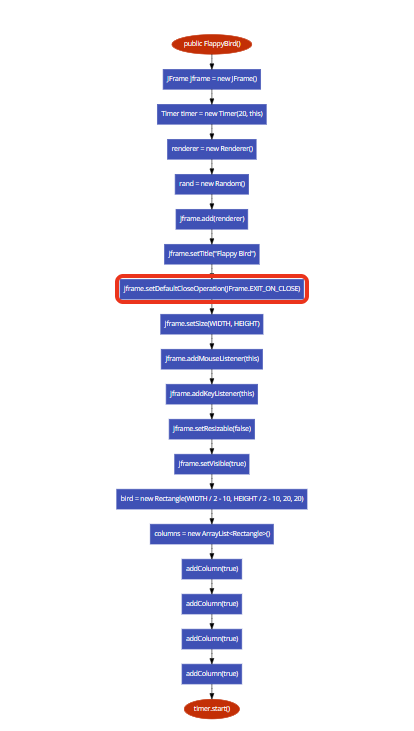 public FlappyBird()
JFrame jframe = new JFrame()
Timer timer = new Timer(20, this)
renderer = new Renderer()
rand = new Random()
jframe.add(renderer)
jframe.setTitle("Flappy Bird")
jframe.setDefaultCloseOperation(JFrame.EXIT_ON_CLOSE)
jframe.setSize(WIDTH, HEIGHT)
jframe.addMouseListener(this)
jframe.addKeyListener(this)
jframe.setResizable(false)
jframe.setVisible(true)
bird = new Rectangle(WIDTH / 2 - 10, HEIGHT / 2 - 10, 20, 20)
columns = new ArrayList<Rectangle>()
addColumn(true)
addColumn(true)
addColumn(true)
addColumn(true)
timer.start()